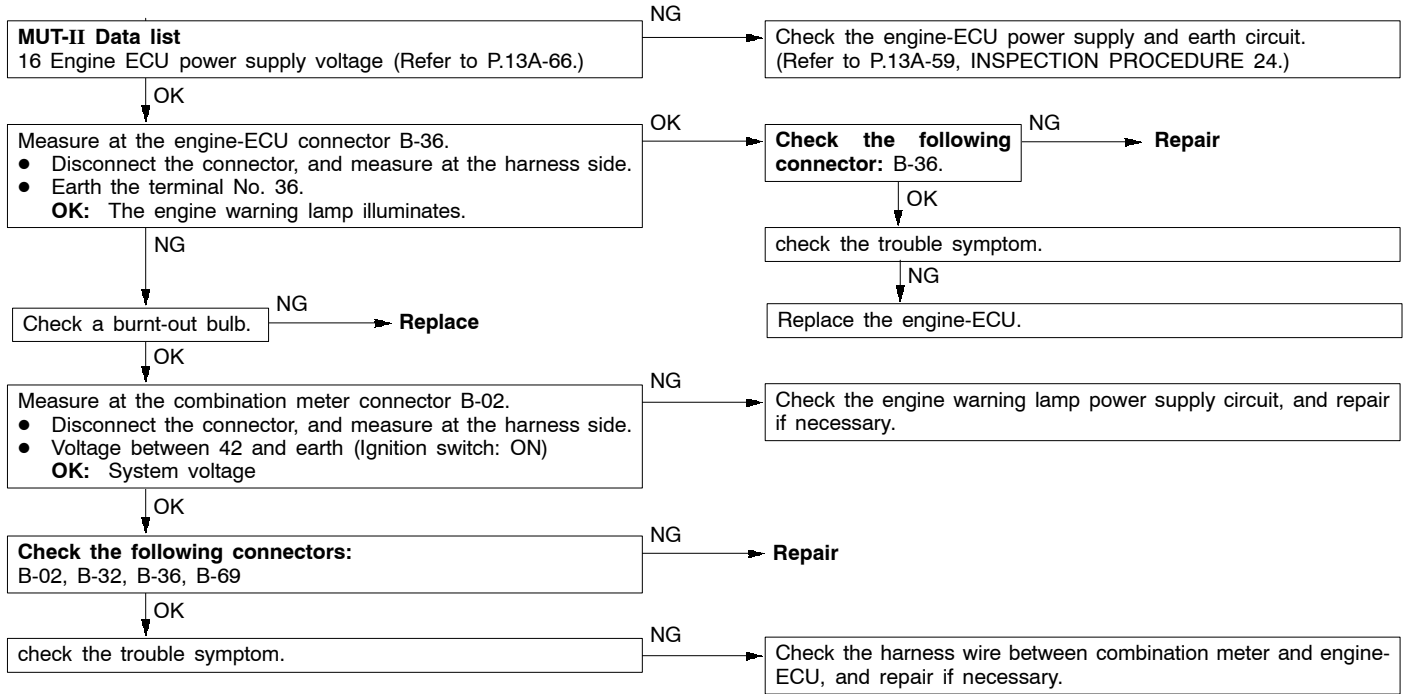 NG
MUT-II Data list
16 Engine ECU power supply voltage (Refer to P.13A-66.)
Check the engine-ECU power supply and earth circuit.
(Refer to P.13A-59, INSPECTION PROCEDURE 24.)
OK
Measure at the engine-ECU connector B-36.
● Disconnect the connector, and measure at the harness side.
● Earth the terminal No. 36.
OK: The engine warning lamp illuminates.
OK
Check the following
connector: B-36.
NG
Repair
OK
check the trouble symptom.
NG
Replace the engine-ECU.
NG
Check a burnt-out bulb.
NG
Replace
OK
Measure at the combination meter connector B-02.
● Disconnect the connector, and measure at the harness side.
● Voltage between 42 and earth (Ignition switch: ON)
OK: System voltage
NG
Check the engine warning lamp power supply circuit, and repair
if necessary.
OK
Check the following connectors:
B-02, B-32, B-36, B-69
NG
Repair
OK
check the trouble symptom.
NG
Check the harness wire between combination meter and engine-
ECU, and repair if necessary.